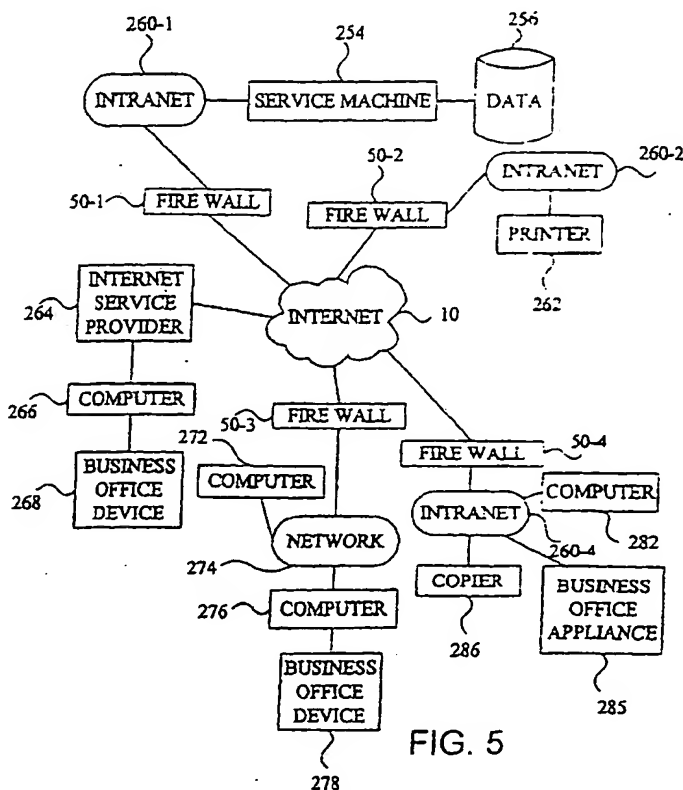 260-1
254
256
INTRANET
SERVICE MACHINE
DATA
50-2
INTRANET
260-2
50-1
FIRE WALL
FIRE WALL
PRINTER
262
INTERNET
SERVICE
PROVIDER
264
INTERNET
10
COMPUTER
266
50-3
FIRE WALL
50-4
272
FIRE WALL
BUSINESS
OFFICE
DEVICE
268
COMPUTER
COMPUTER
INTRANET
282
NETWORK
260-4
274
COPIER
BUSINESS
OFFICE
APPLIANCE
276
COMPUTER
286
BUSINESS
OFFICE
DEVICE
285
278
FIG. 5